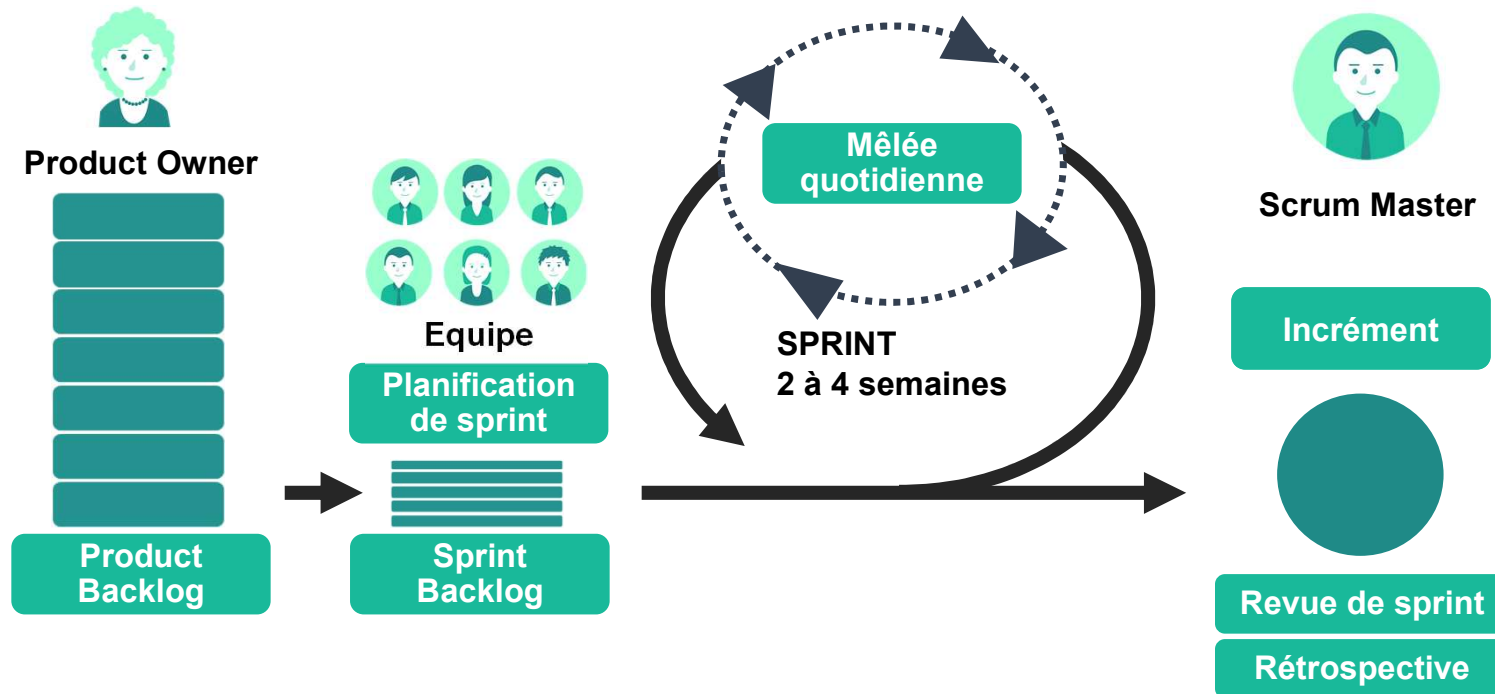 Product Owner
Product
Backlog
Equipe
Planification
de sprint
Sprint
Backlog
Mêlée
quotidienne
SPRINT
2 à 4 semaines
Scrum Master
Incrément
Revue de sprint
Rétrospective